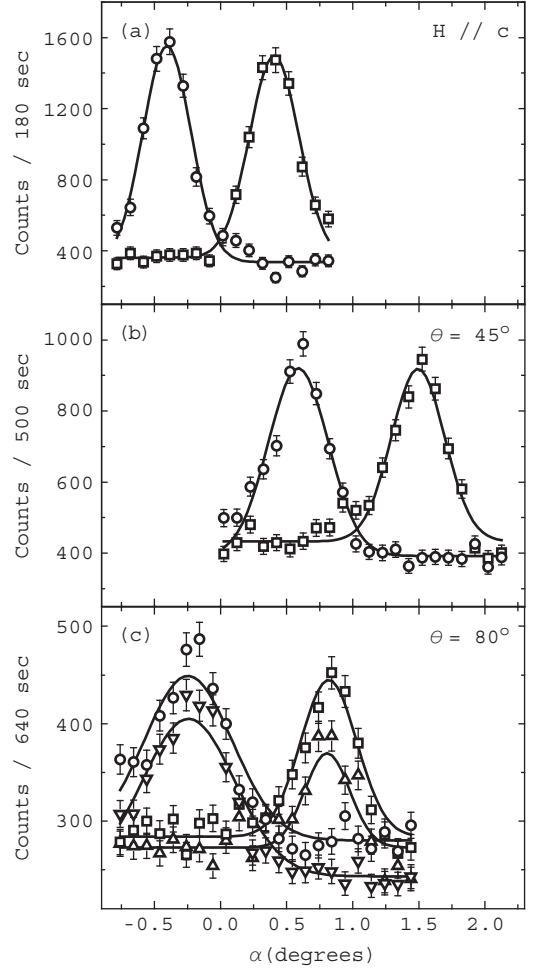 (a)
H // c
1600
1200
800
400
Counts / 180 sec
(b)
θ = 45°
1000
800
600
400
Counts / 500 sec
(c)
θ = 80°
500
400
300
Counts / 640 sec
-0.5 0.0 0.5 1.0 1.5 2.0
α(degrees)